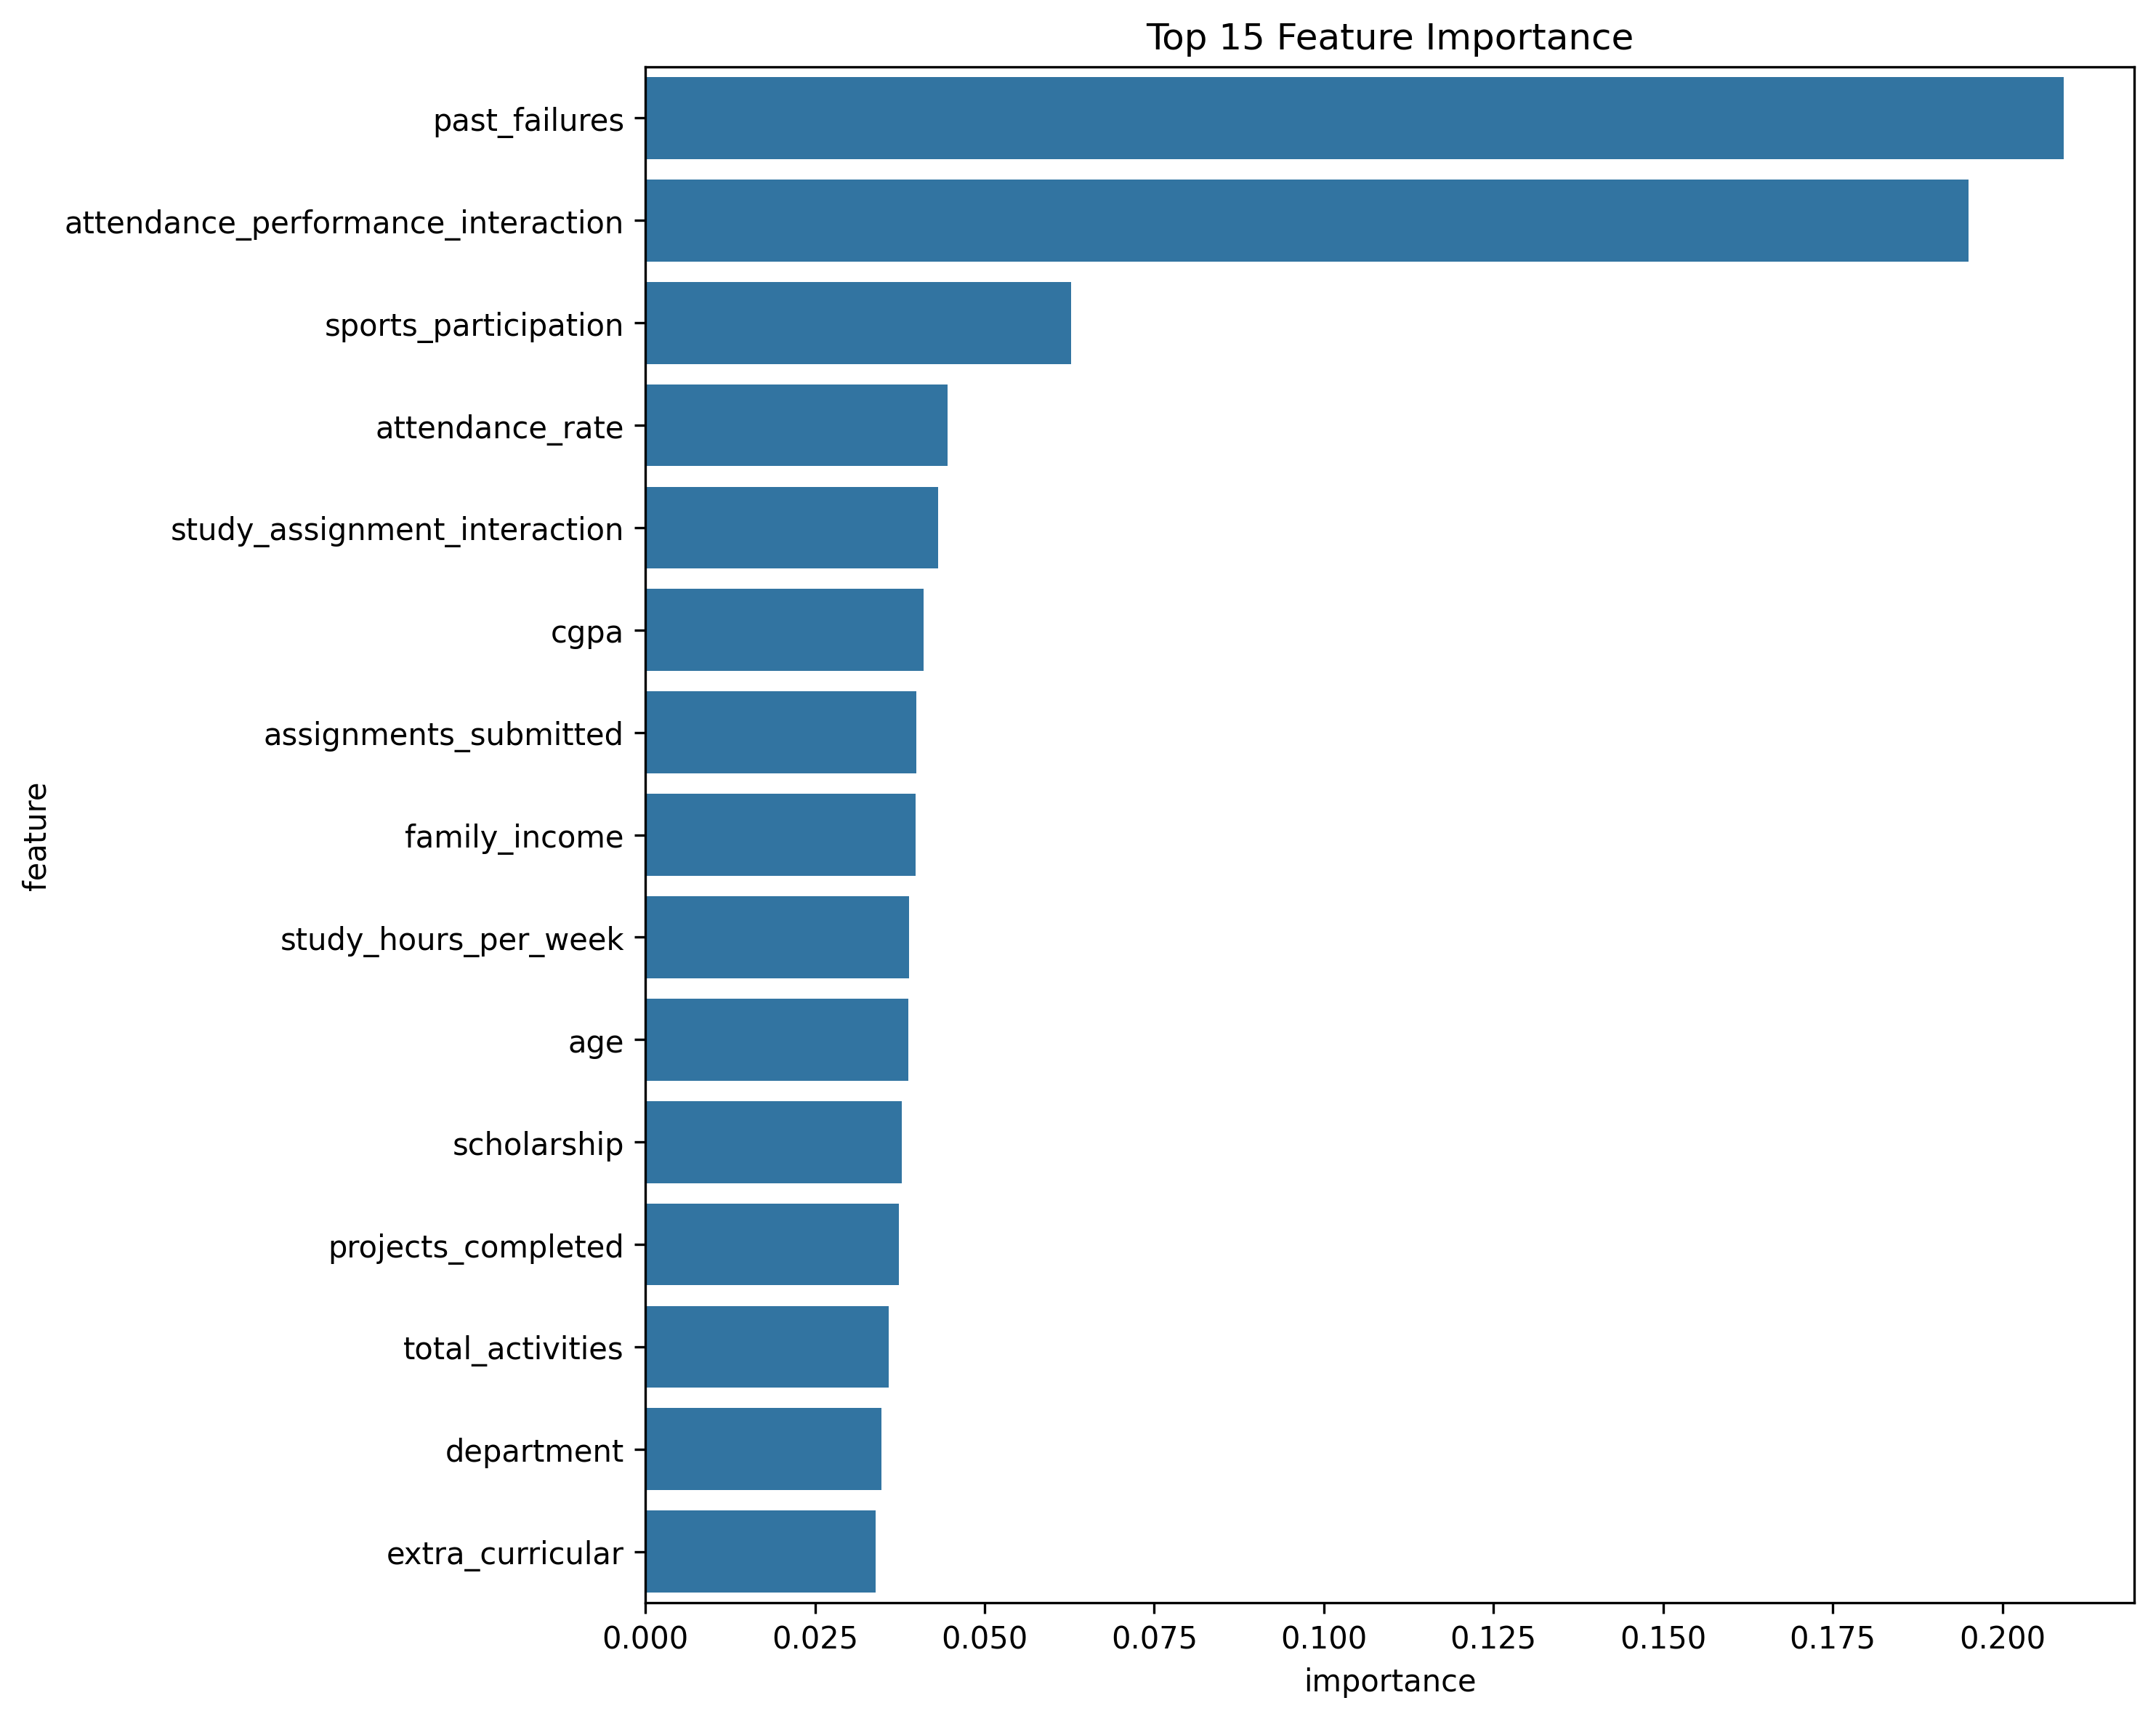 Top 15 Feature Importance
past_failures
attendance_performance_interaction
sports_participation
attendance_rate
study_assignment_interaction
cgpa
assignments_submitted
family_income
study_hours_per_week
age
scholarship
projects_completed
total_activities
department
extra_curricular
feature
0.000 0.025 0.050 0.075 0.100 0.125 0.150 0.175 0.200
importance